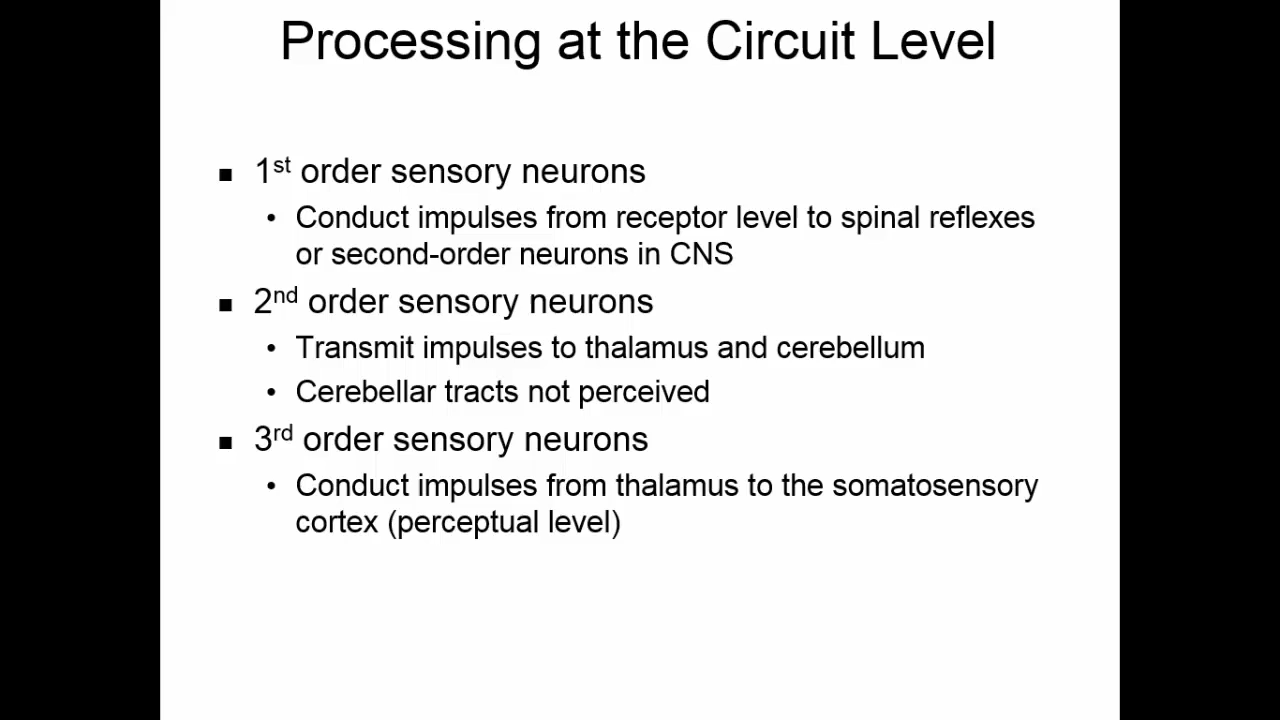 Processing at the Circuit Level
▪ 1st order sensory neurons
• Conduct impulses from receptor level to spinal reflexes
or second-order neurons in CNS
▪ 2nd order sensory neurons
• Transmit impulses to thalamus and cerebellum
• Cerebellar tracts not perceived
▪ 3rd order sensory neurons
• Conduct impulses from thalamus to the somatosensory
cortex (perceptual level)